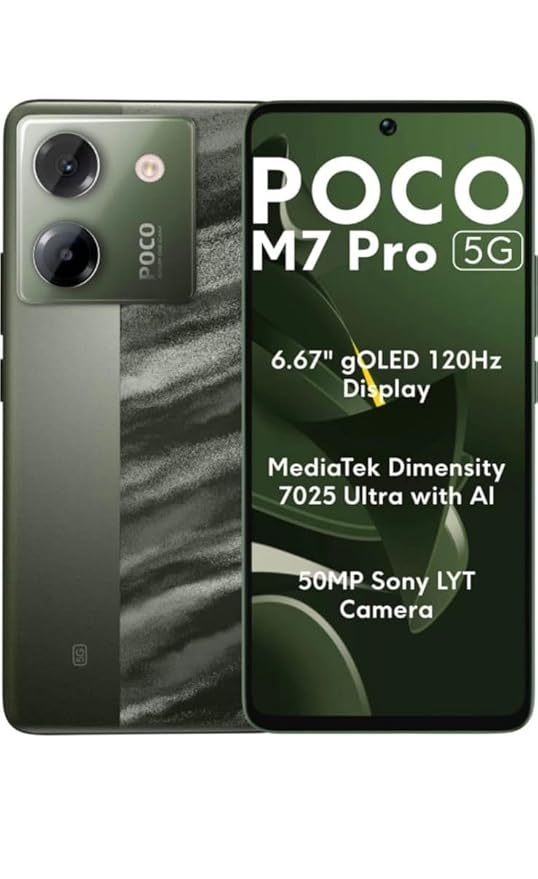 POCO
5G
POCO
M7 Pro 5G
6.67" gOLED 120Hz
Display
MediaTek Dimensity
7025 Ultra with AI
50MP Sony LYT
Camera